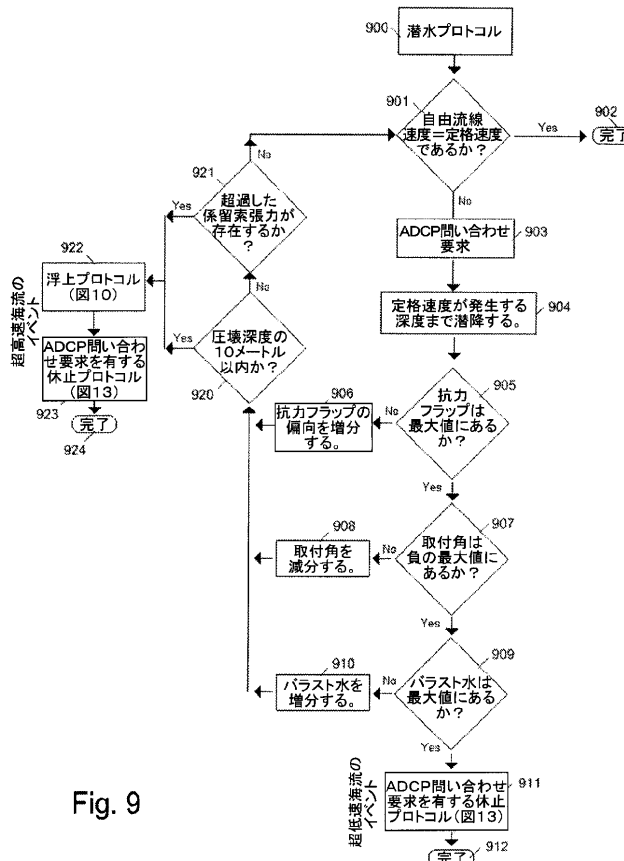 900
潜水プロトコル
901
自由流線
速度＝定格速度
であるか？
Yes
902
完了
No
ADCP問い合わせ
要求
903
定格速度が発生する
深度まで潜降する。
904
905
抗力
フラップは
最大値にあるか
？
No
906
抗力フラップの
偏向を増分
する。
Yes
907
取付角は
負の最大値に
あるか？
No
908
取付角を
減分する。
Yes
909
バラスト水は
最大値にある
か？
No
910
バラスト水を
増分する。
Yes
超低速海流の
イベント
ADCP問い合わせ
要求を有する休止
プロトコル（図13）
911
完了
912
920
圧壊深度の
10メートル
以内か？
Yes
No
921
超過した
係留索張力が
存在するか
？
Yes
No
超高速海流の
イベント
922
浮上プロトコル
（図10）
ADCP問い合わ
せ要求を有する
休止プロトコル
（図13）
923
完了
924
Fig. 9